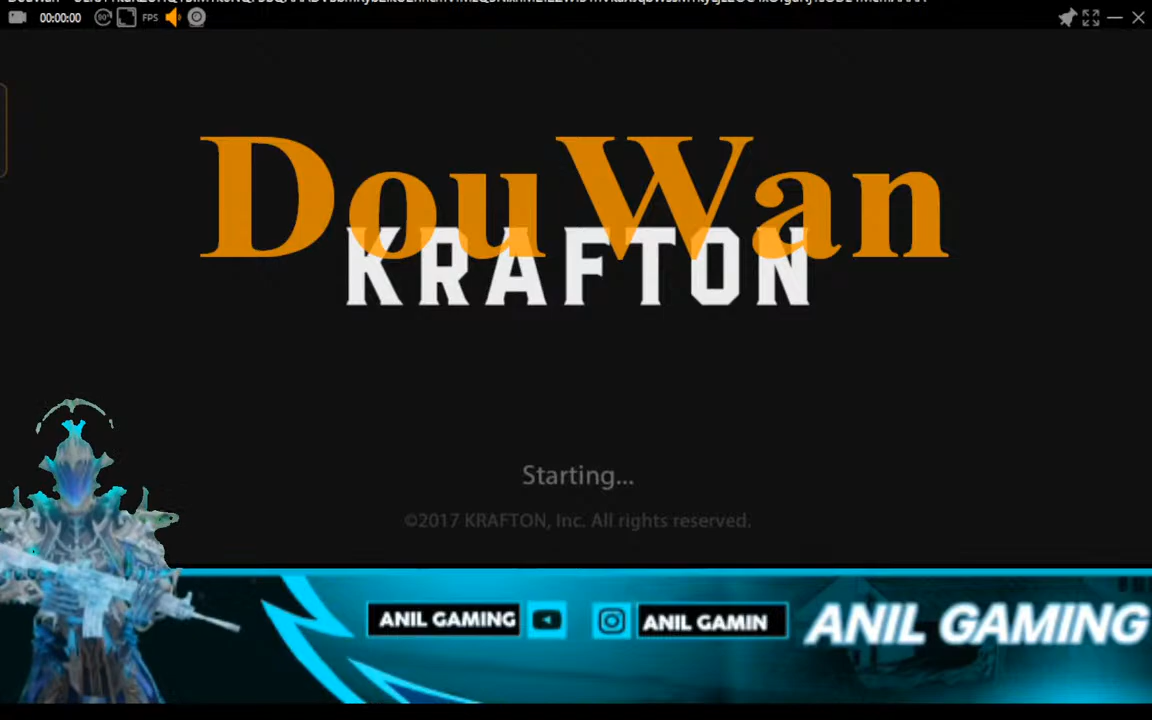 00:00:00 FPS
DouWan
KRAFTON
Starting...
©2017 KRAFTON, Inc. All rights reserved.
ANIL GAMING
ANIL GAMIN
ANIL GAMING